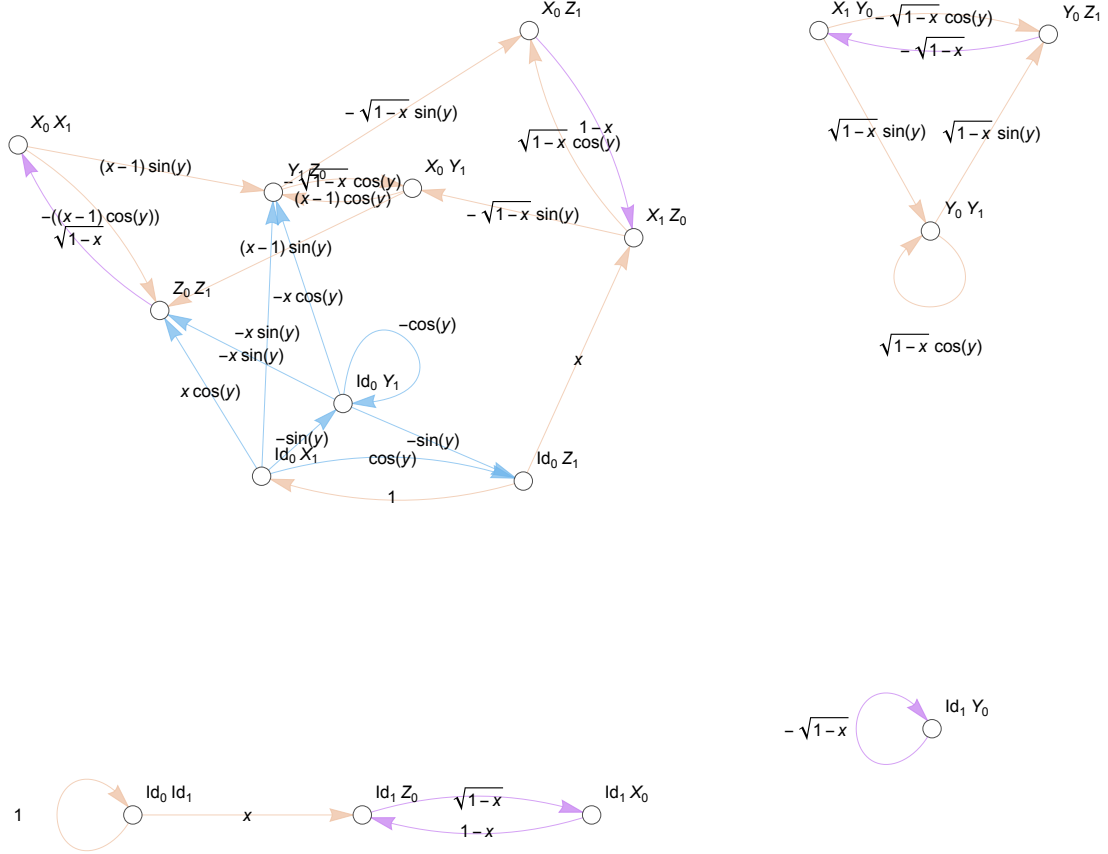 X₀ Z₁
X₁ Y₀
− √(1−x) cos(y)
Y₀ Z₁
− √(1−x)
− √(1−x) sin(y)
X₀ X₁
1 − x
√(1−x) cos(y)
√(1−x) sin(y)
√(1−x) sin(y)
(x − 1) sin(y)
Y₁ Z₀
X₀ Y₁
− √(1−x) cos(y)
(x − 1) cos(y)
− √(1−x) sin(y)
X₁ Z₀
Y₀ Y₁
−((x − 1) cos(y))
√(1−x)
(x − 1) sin(y)
Z₀ Z₁
−x cos(y)
−x sin(y)
−cos(y)
√(1−x) cos(y)
−x sin(y)
x
x cos(y)
Id₀ Y₁
−sin(y)
−sin(y)
Id₀ X₁
cos(y)
Id₀ Z₁
1
Id₁ Y₀
− √(1−x)
Id₀ Id₁
Id₁ Z₀
√(1−x)
Id₁ X₀
1
x
1 − x